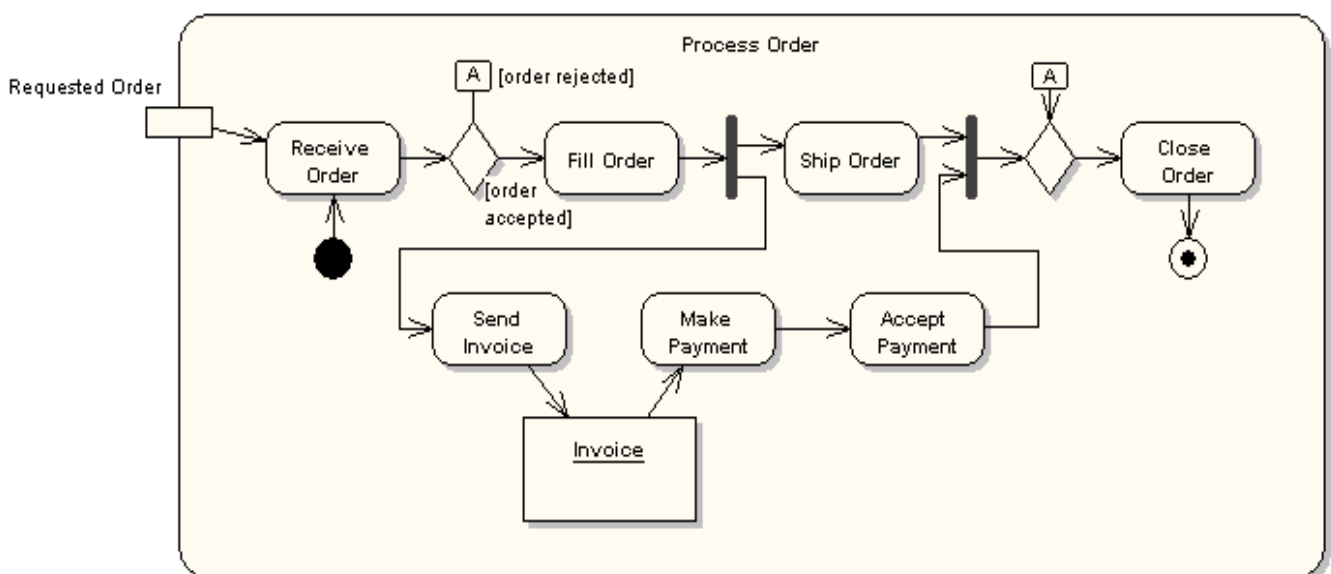 Process Order
Requested Order
A
[order rejected]
A
Receive
Order
Fill Order
Ship Order
Close
Order
[order
accepted]
Send
Invoice
Make
Payment
Accept
Payment
Invoice